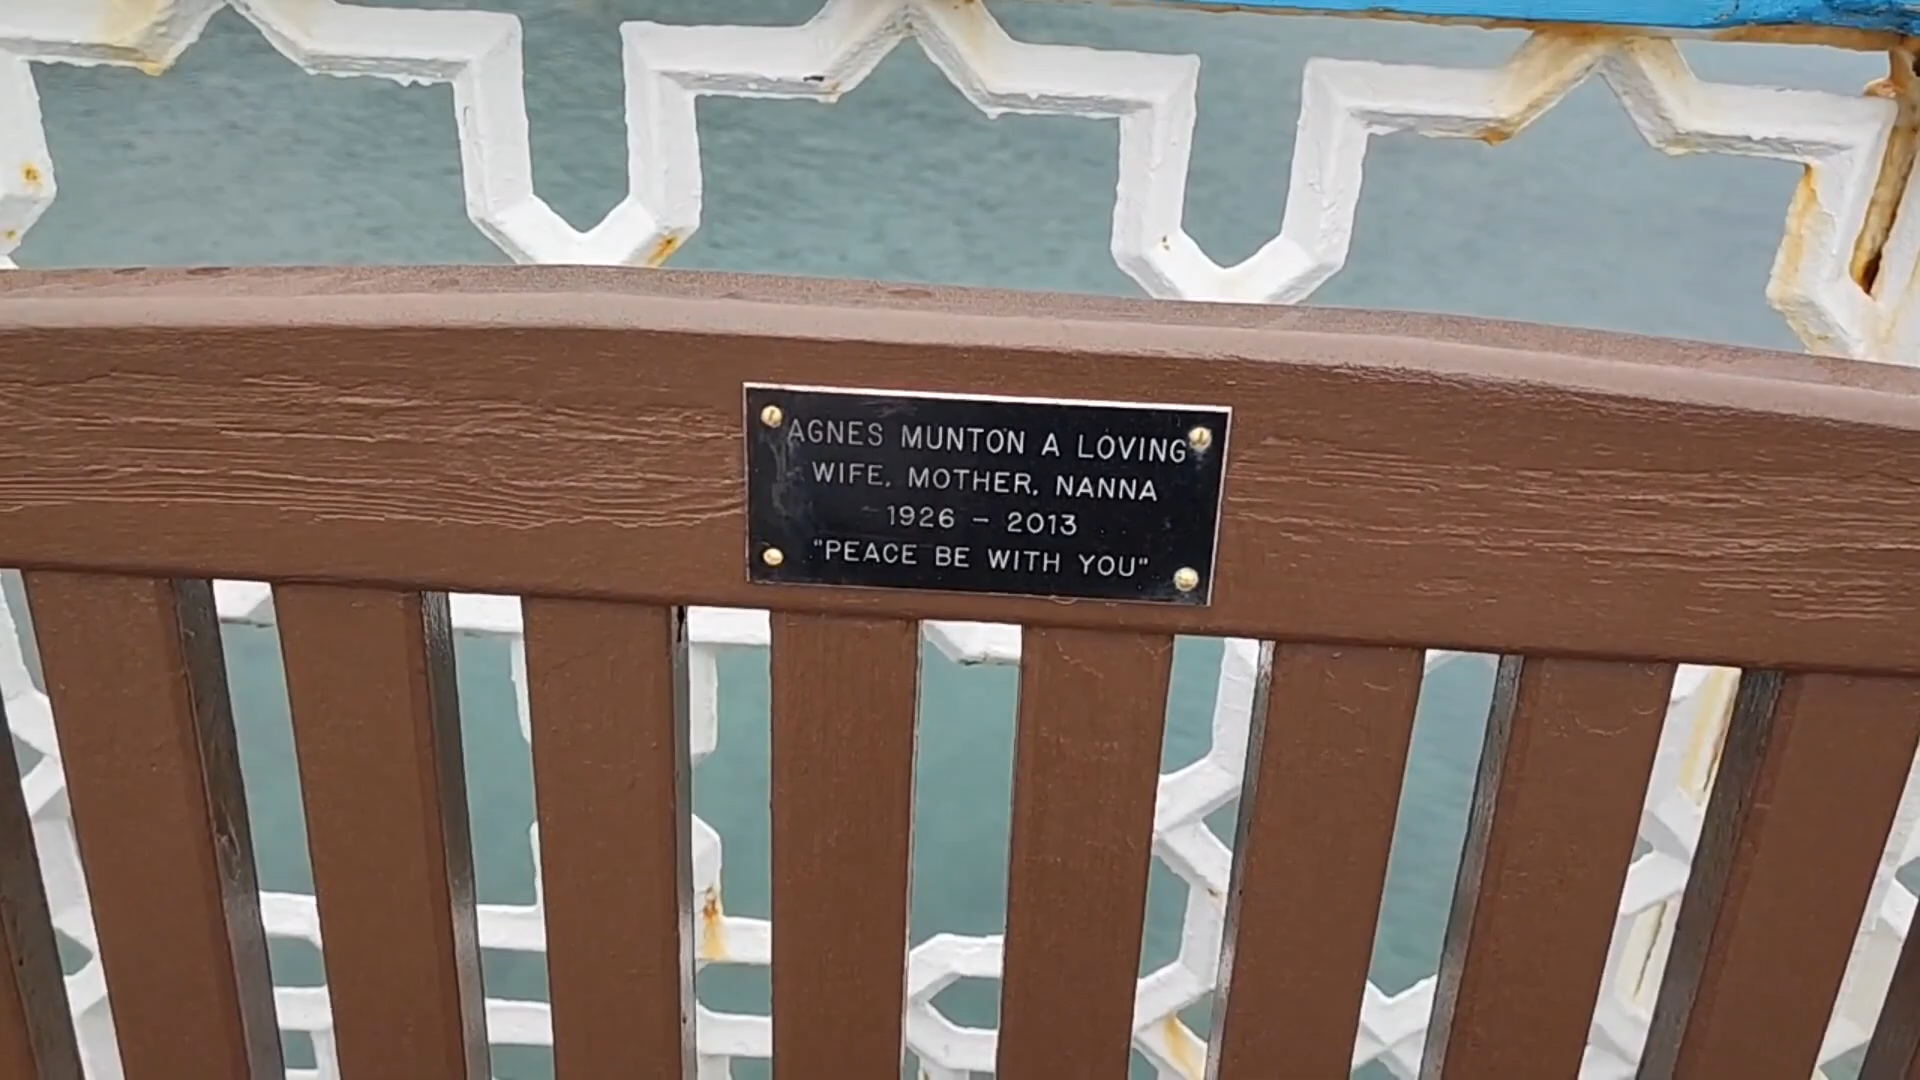 AGNES MUNTON A LOVING
WIFE, MOTHER, NANNA
1926 - 2013
"PEACE BE WITH YOU"